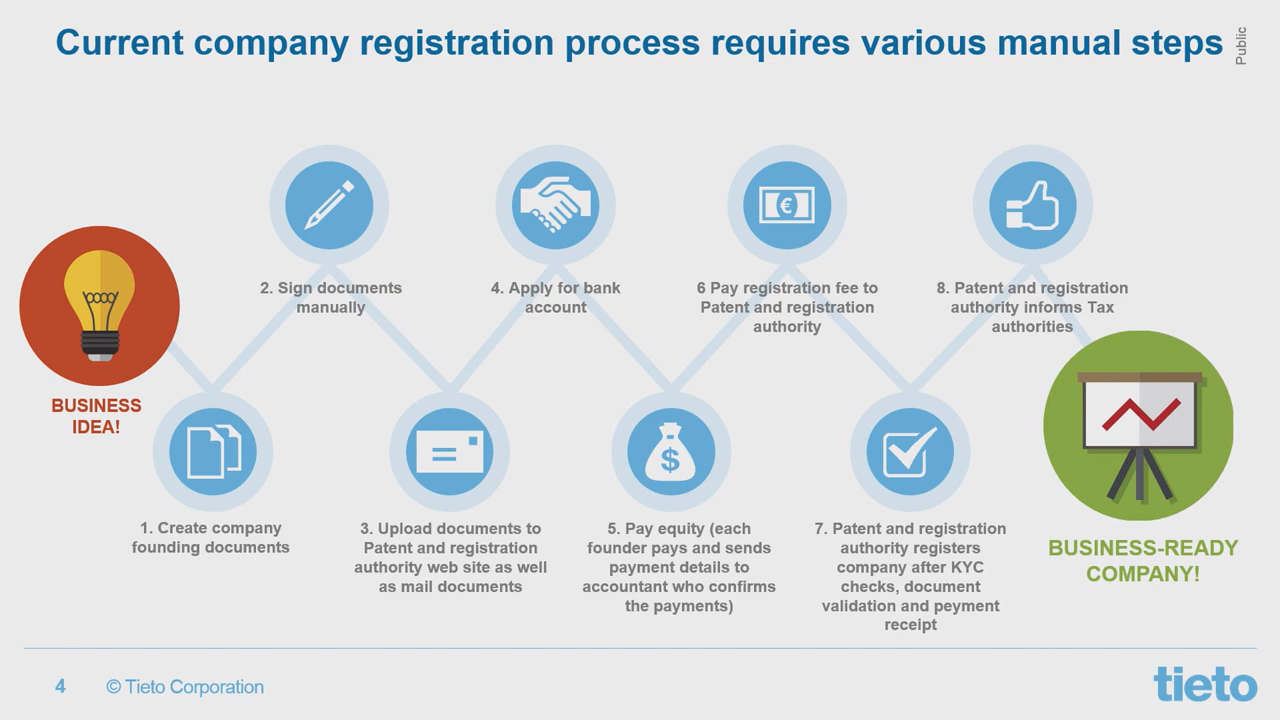 Current company registration process requires various manual steps
Public
BUSINESS
IDEA!
1. Create company
founding documents
2. Sign documents
manually
3. Upload documents to
Patent and registration
authority web site as well
as mail documents
4. Apply for bank
account
5. Pay equity (each
founder pays and sends
payment details to
accountant who confirms
the payments)
6 Pay registration fee to
Patent and registration
authority
7. Patent and registration
authority registers
company after KYC
checks, document
validation and peyment
receipt
8. Patent and registration
authority informs Tax
authorities
BUSINESS-READY
COMPANY!
€
$
4
© Tieto Corporation
tieto